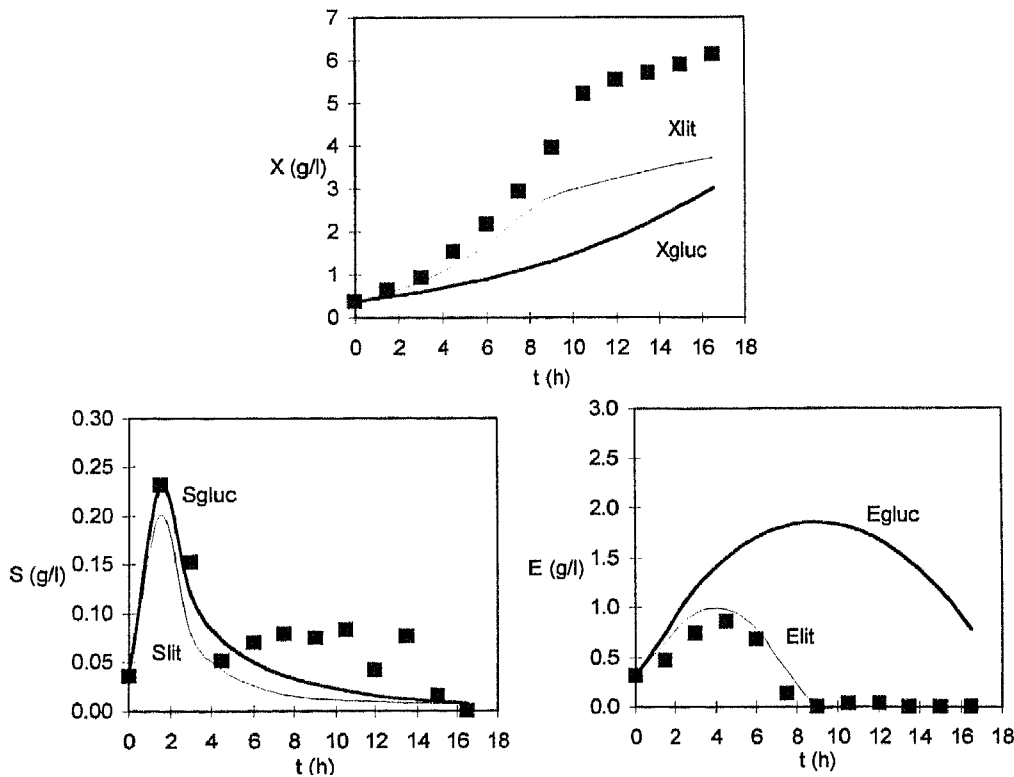 7
6
5
4
3
2
1
0
X (g/l)
Xlit
Xgluc
0 2 4 6 8 10 12 14 16 18
t (h)
0.30
0.25
0.20
0.15
0.10
0.05
0.00
S (g/l)
Sgluc
Slit
0 2 4 6 8 10 12 14 16 18
t (h)
3.0
2.5
2.0
1.5
1.0
0.5
0.0
E (g/l)
Egluc
Elit
0 2 4 6 8 10 12 14 16 18
t (h)